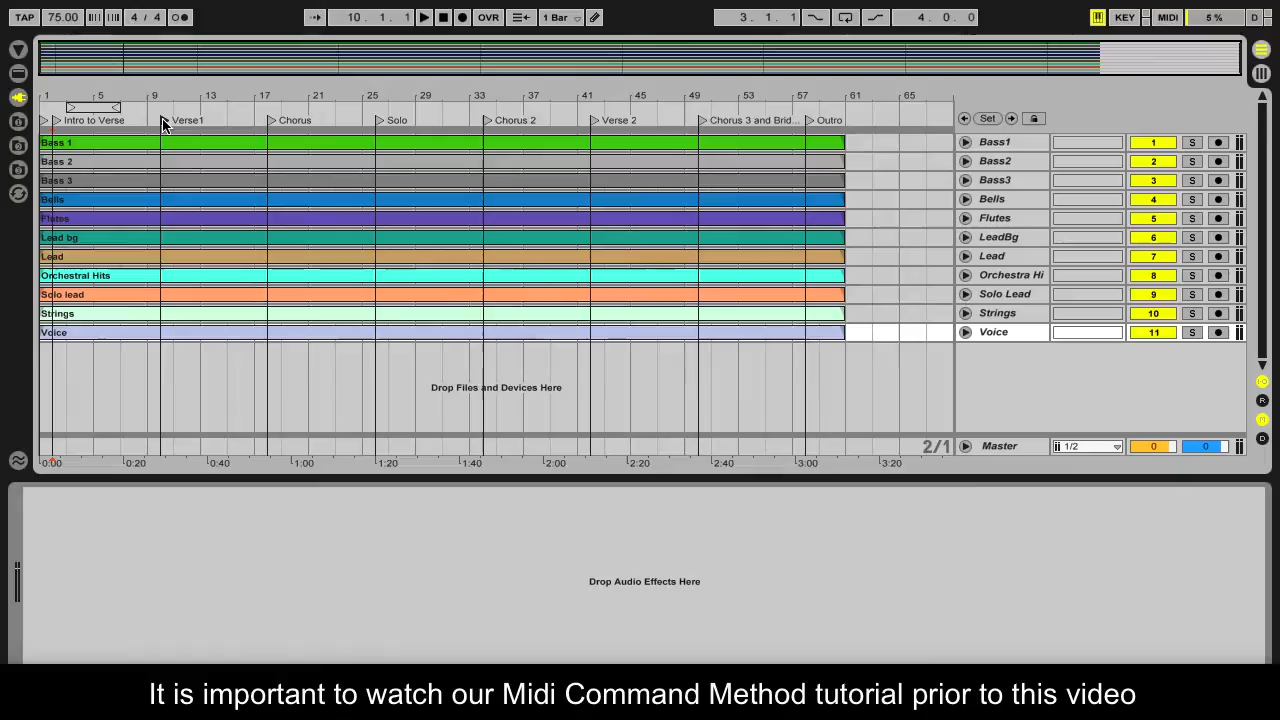 TAP 75.00 4 / 4 10. 1. 1 OVR 1 Bar 3. 1. 1 4. 0. 0 KEY MIDI 5 % D
1 5 9 13 17 21 25 29 33 37 41 45 49 53 57 61 65
Intro to Verse Verse1 Chorus Solo Chorus 2 Verse 2 Chorus 3 and Brid... Outro Set
Bass 1 Bass1 1 S
Bass 2 Bass2 2 S
Bass 3 Bass3 3 S
Bells Bells 4 S
Flutes Flutes 5 S
Lead bg LeadBg 6 S
Lead Lead 7 S
Orchestral Hits Orchestra Hi 8 S
Solo lead Solo Lead 9 S
Strings Strings 10 S
Voice Voice 11 S
Drop Files and Devices Here
R
D
2/1 Master 1/2 0 0
0:00 0:20 0:40 1:00 1:20 1:40 2:00 2:20 2:40 3:00 3:20
Drop Audio Effects Here
It is important to watch our Midi Command Method tutorial prior to this video